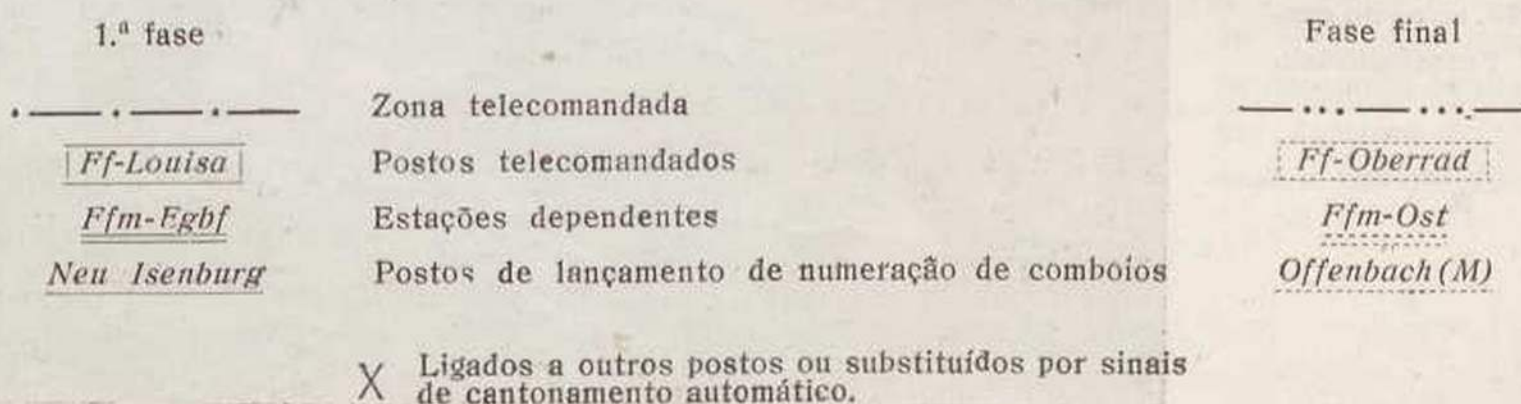 1.ª fase Fase final
Zona telecomandada
Ff-Louisa Postos telecomandados Ff-Oberrad
Ffm-Egbf Estações dependentes Ffm-Ost
Neu Isenburg Postos de lançamento de numeração de comboios Offenbach (M)
X Ligados a outros postos ou substituídos por sinais
de cantonamento automático.